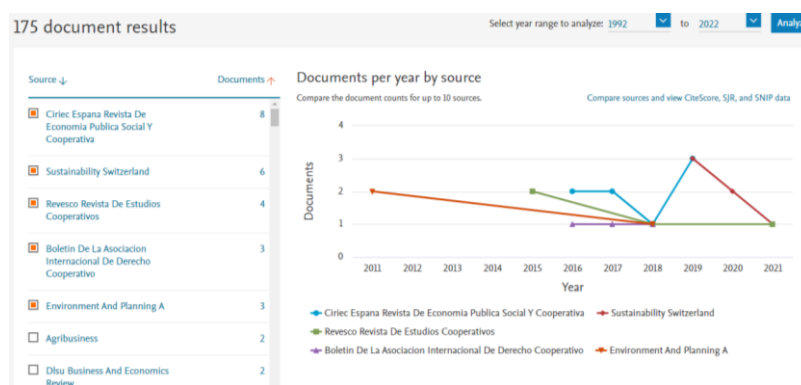 175 document results
Select year range to analyze: 1992 to 2022 Analy
Source Documents
Ciriec Espana Revista De 8
Economia Publica Social Y
Cooperativa
Sustainability Switzerland 6
Revesco Revista De Estudios 4
Cooperativos
Boletin De La Asociacion 3
Internacional De Derecho
Cooperativo
Environment And Planning A 3
Agribusiness 2
Dlsu Business And Economics 2
Review
Documents per year by source
Compare the document counts for up to 10 sources. Compare sources and view CiteScore, SJR, and SNIP data
4
3
2
1
0
Documents
2011 2012 2013 2014 2015 2016 2017 2018 2019 2020 2021
Year
Ciriec Espana Revista De Economia Publica Social Y Cooperativa Sustainability Switzerland
Revesco Revista De Estudios Cooperativos
Boletin De La Asociacion Internacional De Derecho Cooperativo Environment And Planning A